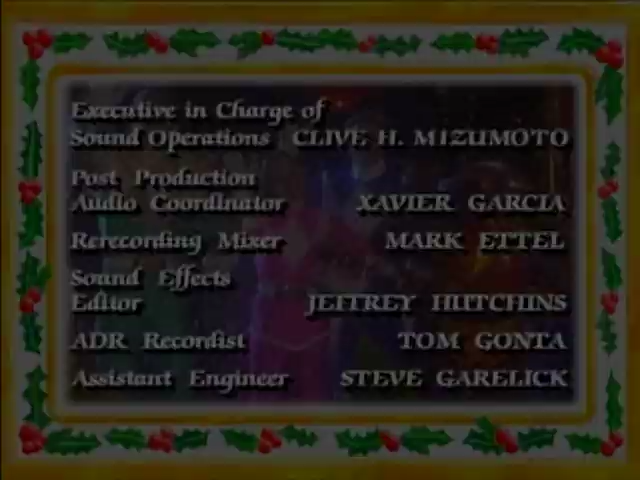 Executive in Charge of
Sound Operations CLIVE H. MIZUMOTO
Post Production
Audio Coordinator XAVIER GARCIA
Rerecording Mixer MARK ETTEL
Sound Effects
Editor JEFFREY HUTCHINS
ADR Recordist TOM GONTA
Assistant Engineer STEVE GARELICK